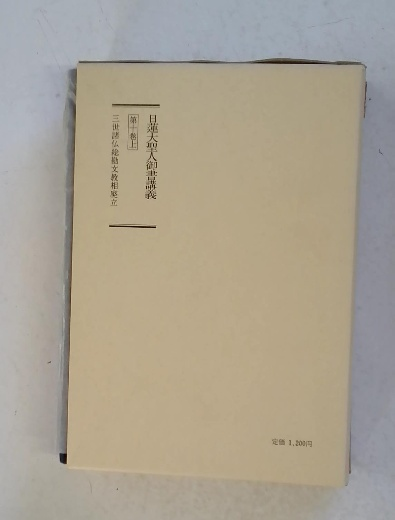 日蓮大聖人御書講義
第十巻上
三世諸仏総勘文教相廃立
定価 1,200円